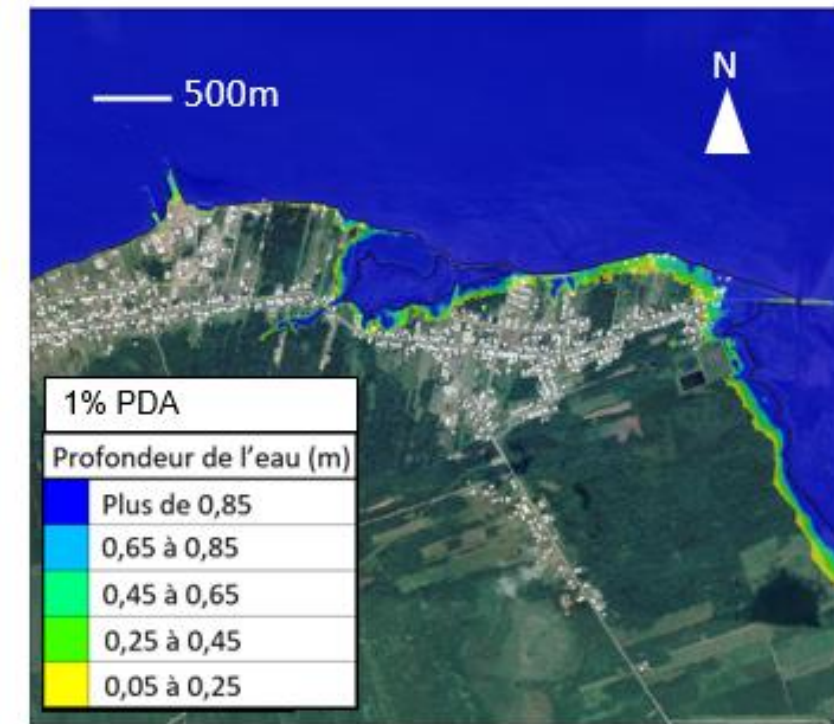 500m
N
1% PDA
Profondeur de l'eau (m)
Plus de 0,85
0,65 à 0,85
0,45 à 0,65
0,25 à 0,45
0,05 à 0,25